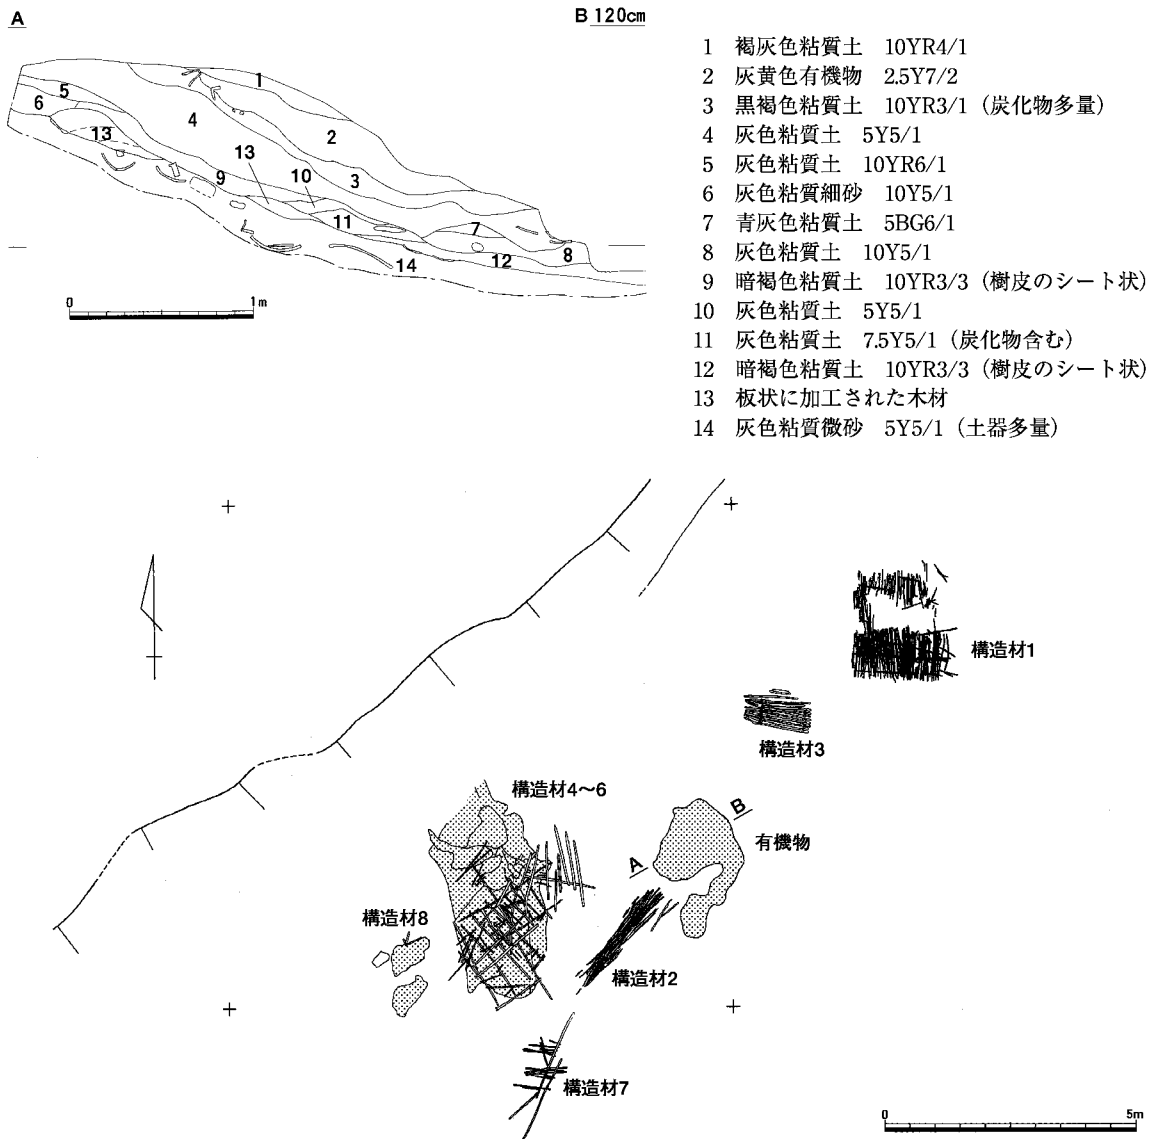 A
B 120cm
1 褐灰色粘質土 10YR4/1
2 灰黄色有機物 2.5Y7/2
3 黒褐色粘質土 10YR3/1（炭化物多量）
4 灰色粘質土 5Y5/1
5 灰色粘質土 10YR6/1
6 灰色粘質細砂 10Y5/1
7 青灰色粘質土 5BG6/1
8 灰色粘質土 10Y5/1
9 暗褐色粘質土 10YR3/3（樹皮のシート状）
10 灰色粘質土 5Y5/1
11 灰色粘質土 7.5Y5/1（炭化物含む）
12 暗褐色粘質土 10YR3/3（樹皮のシート状）
13 板状に加工された木材
14 灰色粘質微砂 5Y5/1（土器多量）
1
5
6
4
2
13
13
10
9
3
11
7
8
12
14
0 1m
構造材1
構造材3
構造材4～6
B
有機物
A
構造材8
構造材2
構造材7
0 5m